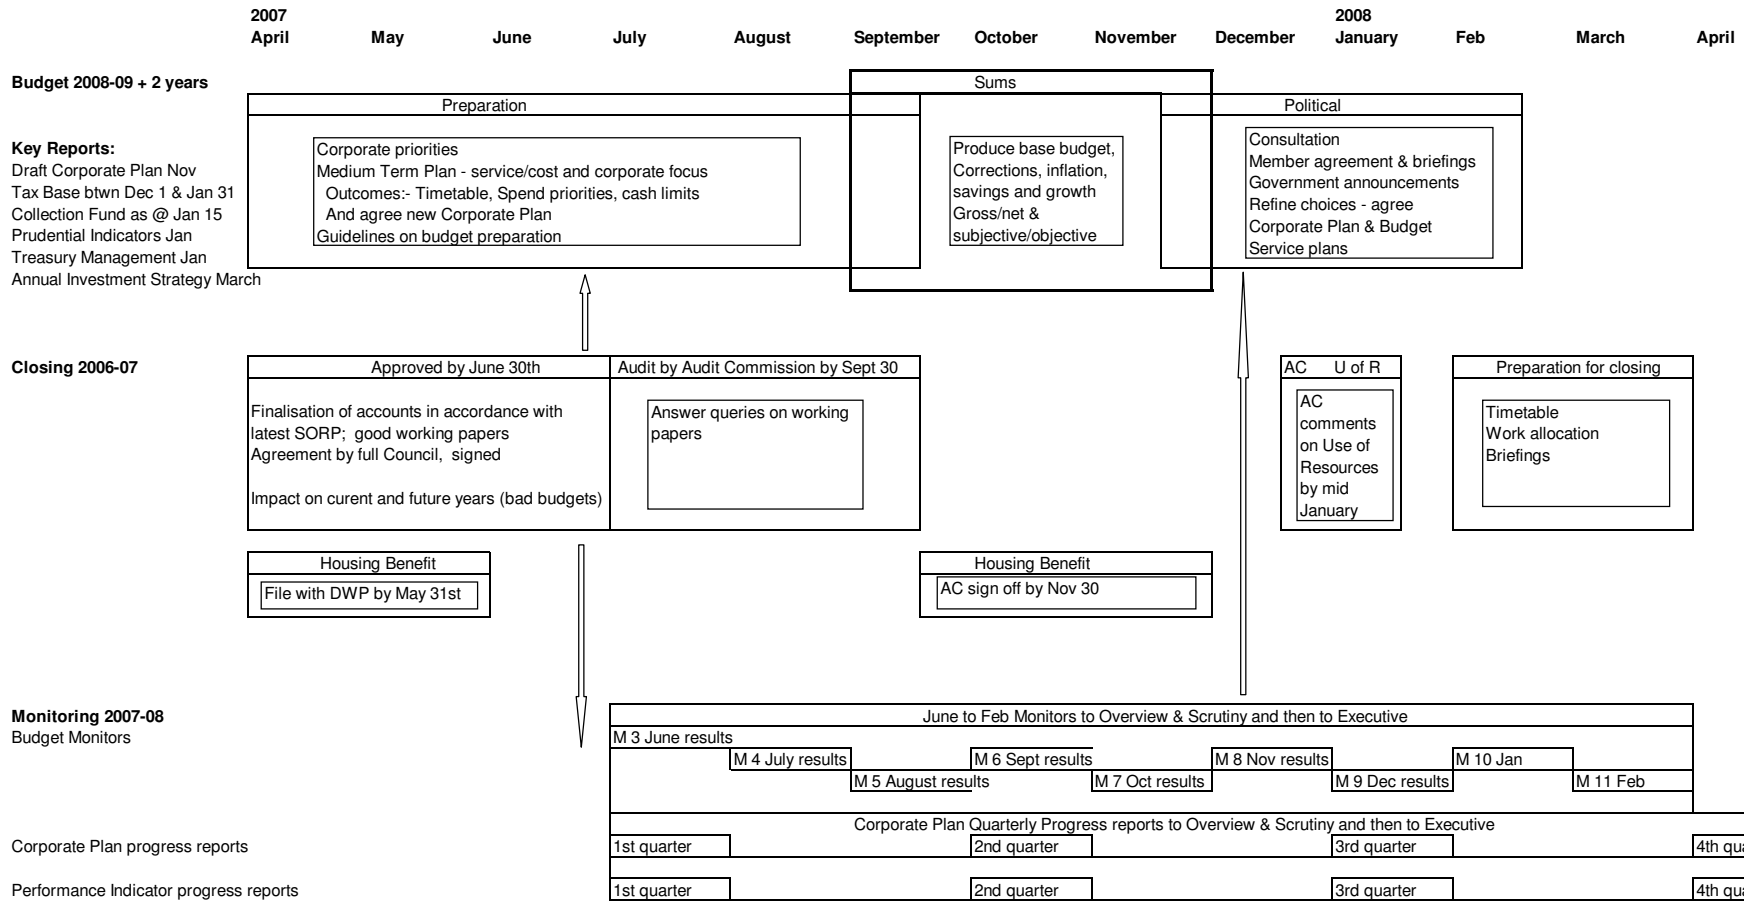 2007 2008
April May June July August September October November December January Feb March April
Budget 2008-09 + 2 years
Sums
Preparation
Political
Key Reports:
Draft Corporate Plan Nov
Tax Base btwn Dec 1 & Jan 31
Collection Fund as @ Jan 15
Prudential Indicators Jan
Treasury Management Jan
Annual Investment Strategy March
Corporate priorities
Medium Term Plan - service/cost and corporate focus
Outcomes:- Timetable, Spend priorities, cash limits
And agree new Corporate Plan
Guidelines on budget preparation
Produce base budget,
Corrections, inflation,
savings and growth
Gross/net &
subjective/objective
Consultation
Member agreement & briefings
Government announcements
Refine choices - agree
Corporate Plan & Budget
Service plans
Closing 2006-07
Approved by June 30th
Finalisation of accounts in accordance with
latest SORP; good working papers
Agreement by full Council, signed
Impact on curent and future years (bad budgets)
Audit by Audit Commission by Sept 30
Answer queries on working
papers
AC U of R
AC
comments
on Use of
Resources
by mid
January
Preparation for closing
Timetable
Work allocation
Briefings
Housing Benefit
File with DWP by May 31st
Housing Benefit
AC sign off by Nov 30
Monitoring 2007-08
Budget Monitors
June to Feb Monitors to Overview & Scrutiny and then to Executive
M 3 June results
M 4 July results
M 5 August results
M 6 Sept results
M 7 Oct results
M 8 Nov results
M 9 Dec results
M 10 Jan
M 11 Feb
Corporate Plan Quarterly Progress reports to Overview & Scrutiny and then to Executive
Corporate Plan progress reports
1st quarter 2nd quarter 3rd quarter 4th qua
Performance Indicator progress reports
1st quarter 2nd quarter 3rd quarter 4th qua